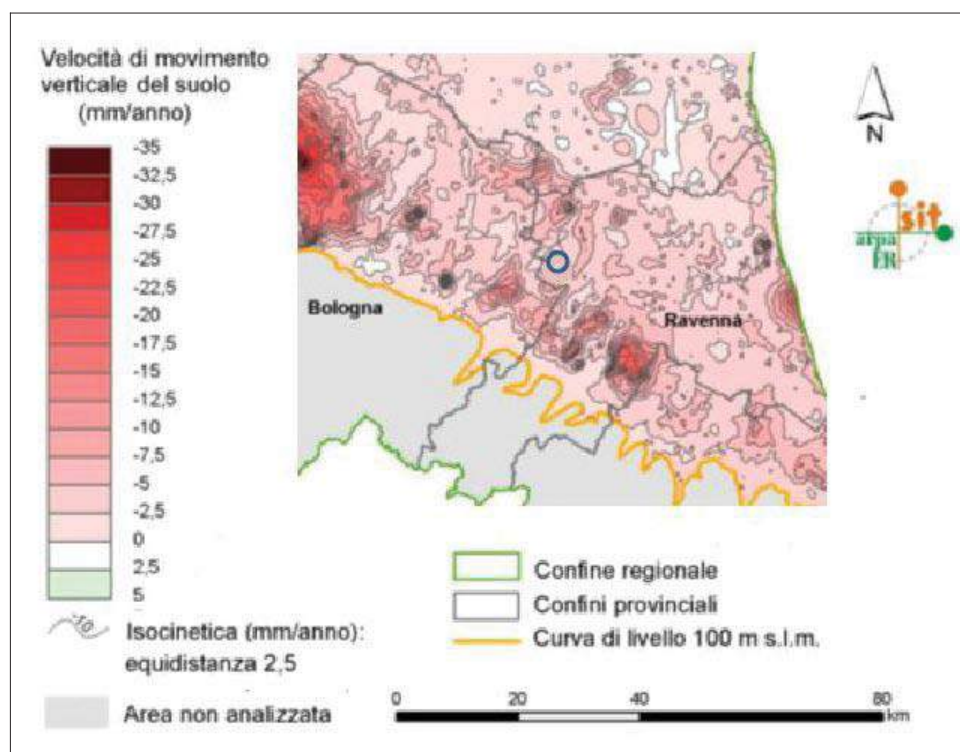 Velocità di movimento
verticale del suolo
(mm/anno)
-35
-32,5
-30
-27,5
-25
-22,5
-20
-17,5
-15
-12,5
-10
-7,5
-5
-2,5
0
2,5
5
Isocinetica (mm/anno):
equidistanza 2,5
Area non analizzata
Bologna
Ravenna
N
sit
arpa
ER
Confine regionale
Confini provinciali
Curva di livello 100 m s.l.m.
0 20 40 80
km